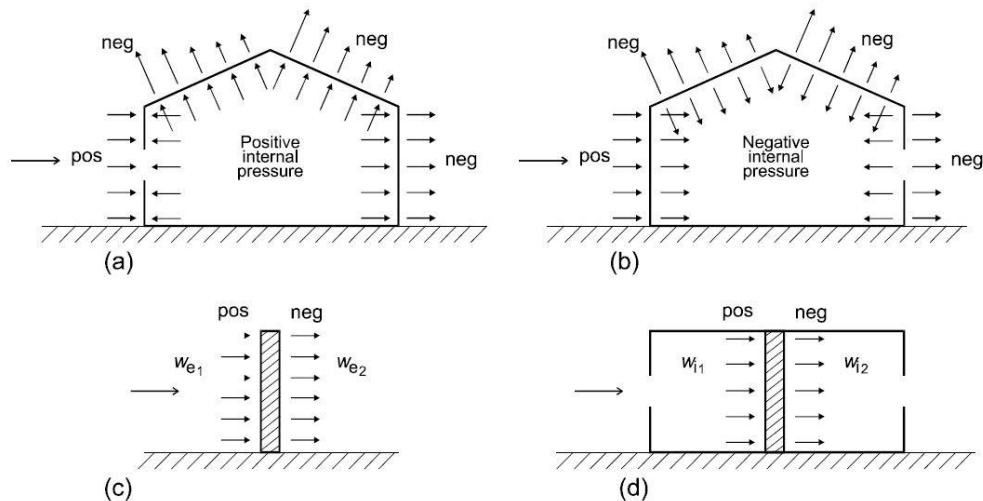 neg
neg
pos
Positive
internal
pressure
neg
(a)
neg
neg
pos
Negative
internal
pressure
neg
(b)
pos
neg
we1
we2
(c)
pos
neg
wi1
wi2
(d)